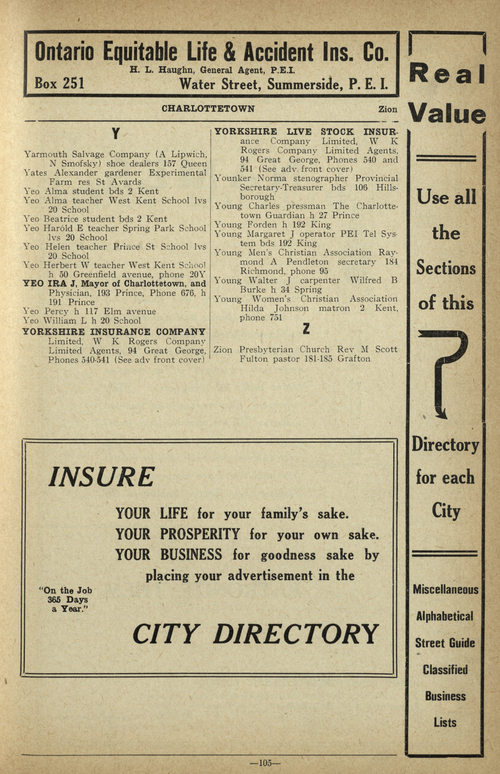 Ontario Equitable Life & Accident Ins. Co.
H. L. Haughn, General Agent, P.E.I.
Box 251 Water Street, Summerside, P. E. I.
CHARLOTTETOWN Zion
Y
Yarmouth Salvage Company (A Lipwich,
N Smofsky) shoe dealers 157 Queen
Yates Alexander gardener Experimental
Farm res St Avards
Yeo Alma student bds 2 Kent
Yeo Alma teacher West Kent School lvs
20 School
Yeo Beatrice student bds 2 Kent
Yeo Harold E teacher Spring Park School
lvs 20 School
Yeo Helen teacher Prince St School lvs
20 School
Yeo Herbert W teacher West Kent School
h 50 Greenfield avenue, phone 20Y
YEO IRA J, Mayor of Charlottetown, and
Physician, 193 Prince, Phone 676, h
191 Prince
Yeo Percy h 117 Elm avenue
Yeo William L h 20 School
YORKSHIRE INSURANCE COMPANY
Limited, W K Rogers Company
Limited Agents, 94 Great George,
Phones 540-541 (See adv front cover)
YORKSHIRE LIVE STOCK INSUR-
ance Company Limited, W K
Rogers Company Limited Agents,
94 Great George, Phones 540 and
541 (See adv. front cover)
Younker Norma stenographer Provincial
Secretary-Treasurer bds 106 Hills-
borough
Young Charles pressman The Charlotte-
town Guardian h 27 Prince
Young Forden h 192 King
Young Margaret J operator PEI Tel Sys-
tem bds 192 King
Young Men's Christian Association Ray-
mond A Pendleton secretary 184
Richmond, phone 95
Young Walter J carpenter Wilfred B
Burke h 34 Spring
Young Women's Christian Association
Hilda Johnson matron 2 Kent,
phone 751
Z
Zion Presbyterian Church Rev M Scott
Fulton pastor 181-185 Grafton
INSURE
YOUR LIFE for your family's sake.
YOUR PROSPERITY for your own sake.
YOUR BUSINESS for goodness sake by
placing your advertisement in the
"On the Job
365 Days
a Year."
CITY DIRECTORY
Real
Value
Use all
the
Sections
of this
Directory
for each
City
Miscellaneous
Alphabetical
Street Guide
Classified
Business
Lists
—105—